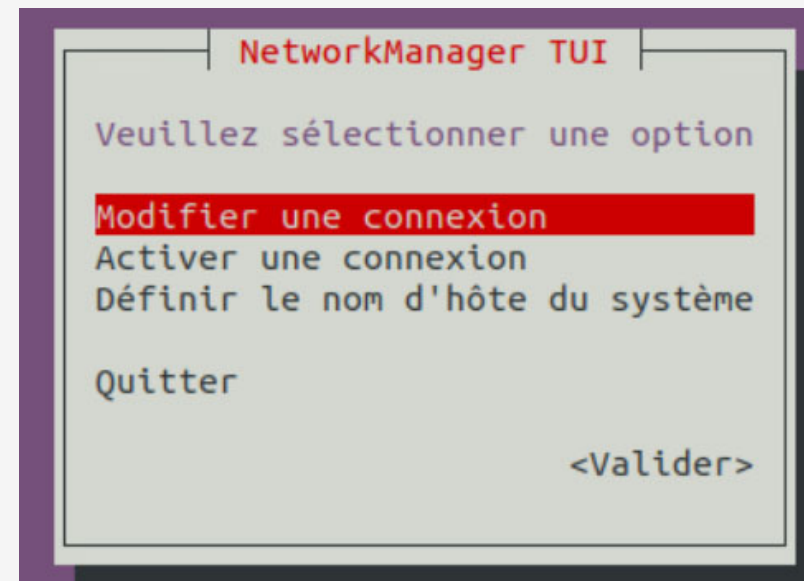 NetworkManager TUI
Veuillez sélectionner une option
Modifier une connexion
Activer une connexion
Définir le nom d'hôte du système
Quitter
<Valider>